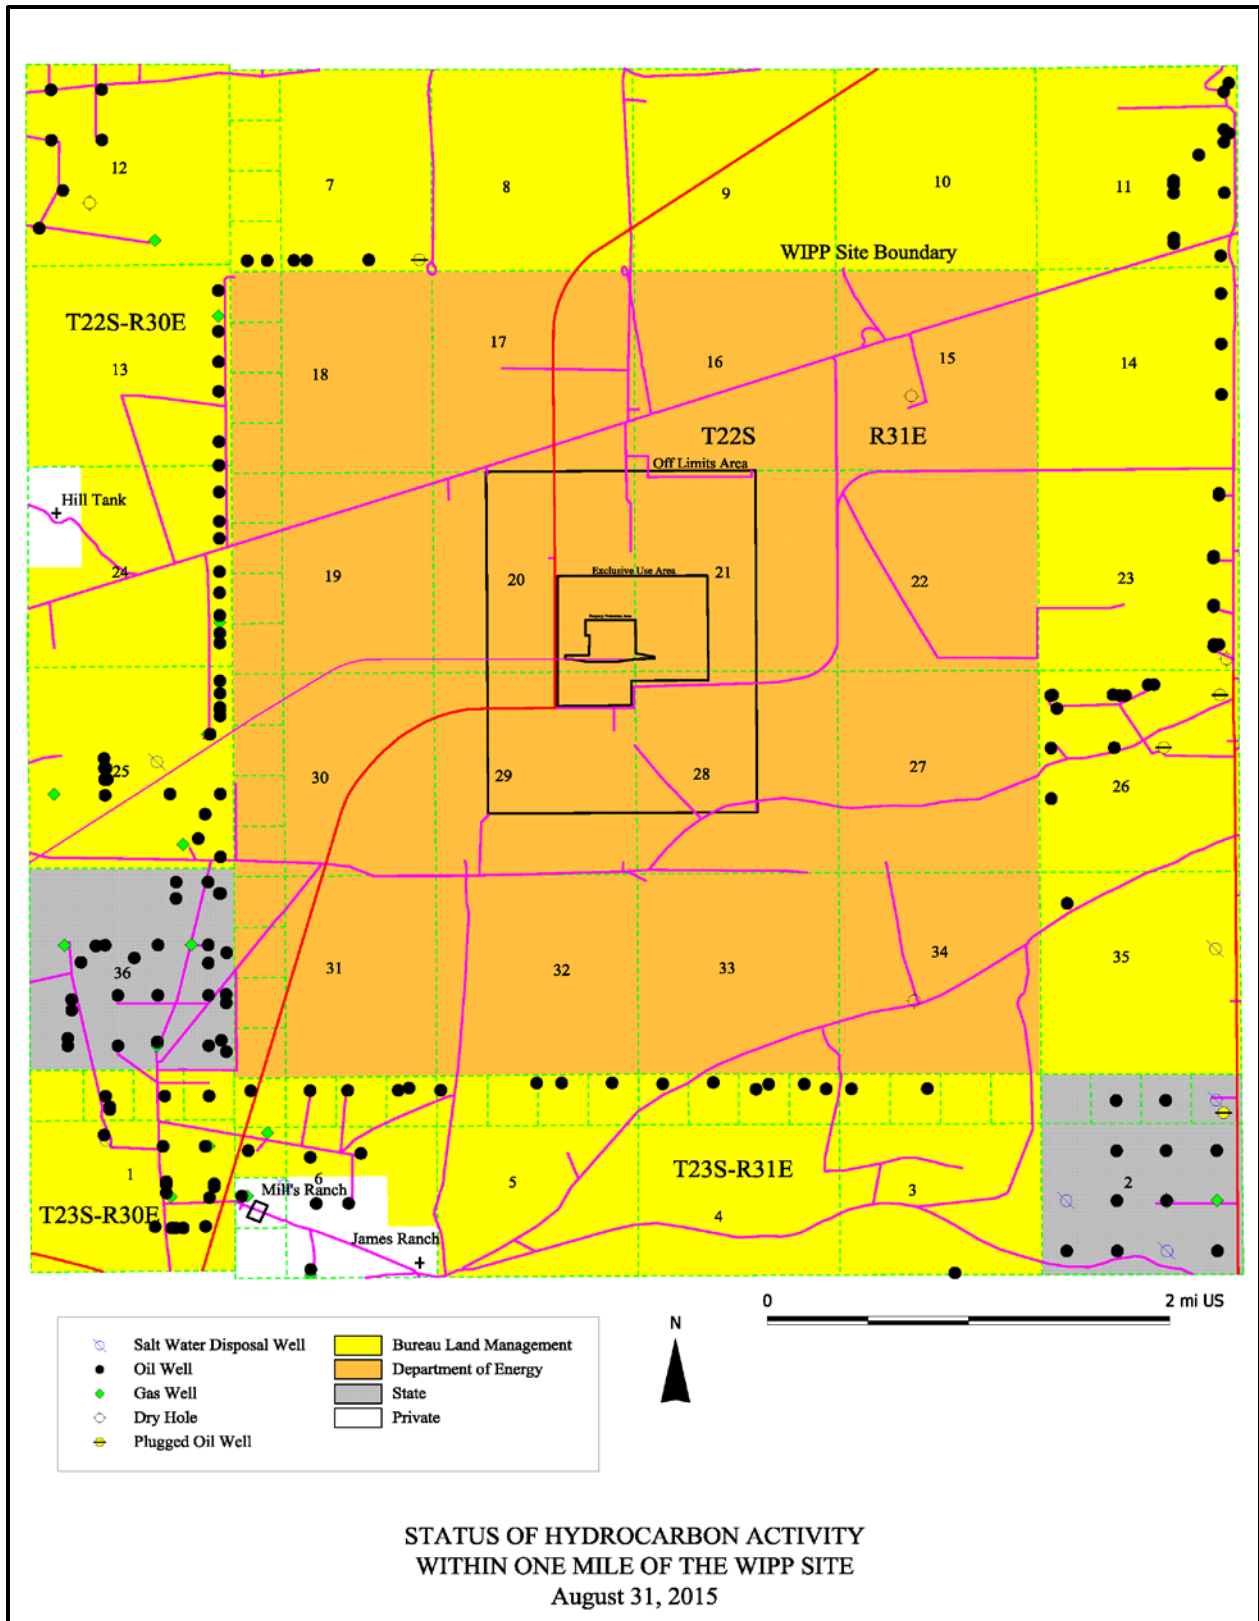 12
7
8
9
10
11
WIPP Site Boundary
T22S-R30E
13
18
17
16
15
14
T22S
R31E
Off Limits Area
Hill Tank
24
19
20
Exclusive Use Area
21
22
23
25
30
29
28
27
26
36
31
32
33
34
35
1
6
5
T23S-R31E
3
2
Mill's Ranch
T23S-R30E
4
James Ranch
0
2 mi US
N
Salt Water Disposal Well
Oil Well
Gas Well
Dry Hole
Plugged Oil Well
Bureau Land Management
Department of Energy
State
Private
STATUS OF HYDROCARBON ACTIVITY
WITHIN ONE MILE OF THE WIPP SITE
August 31, 2015